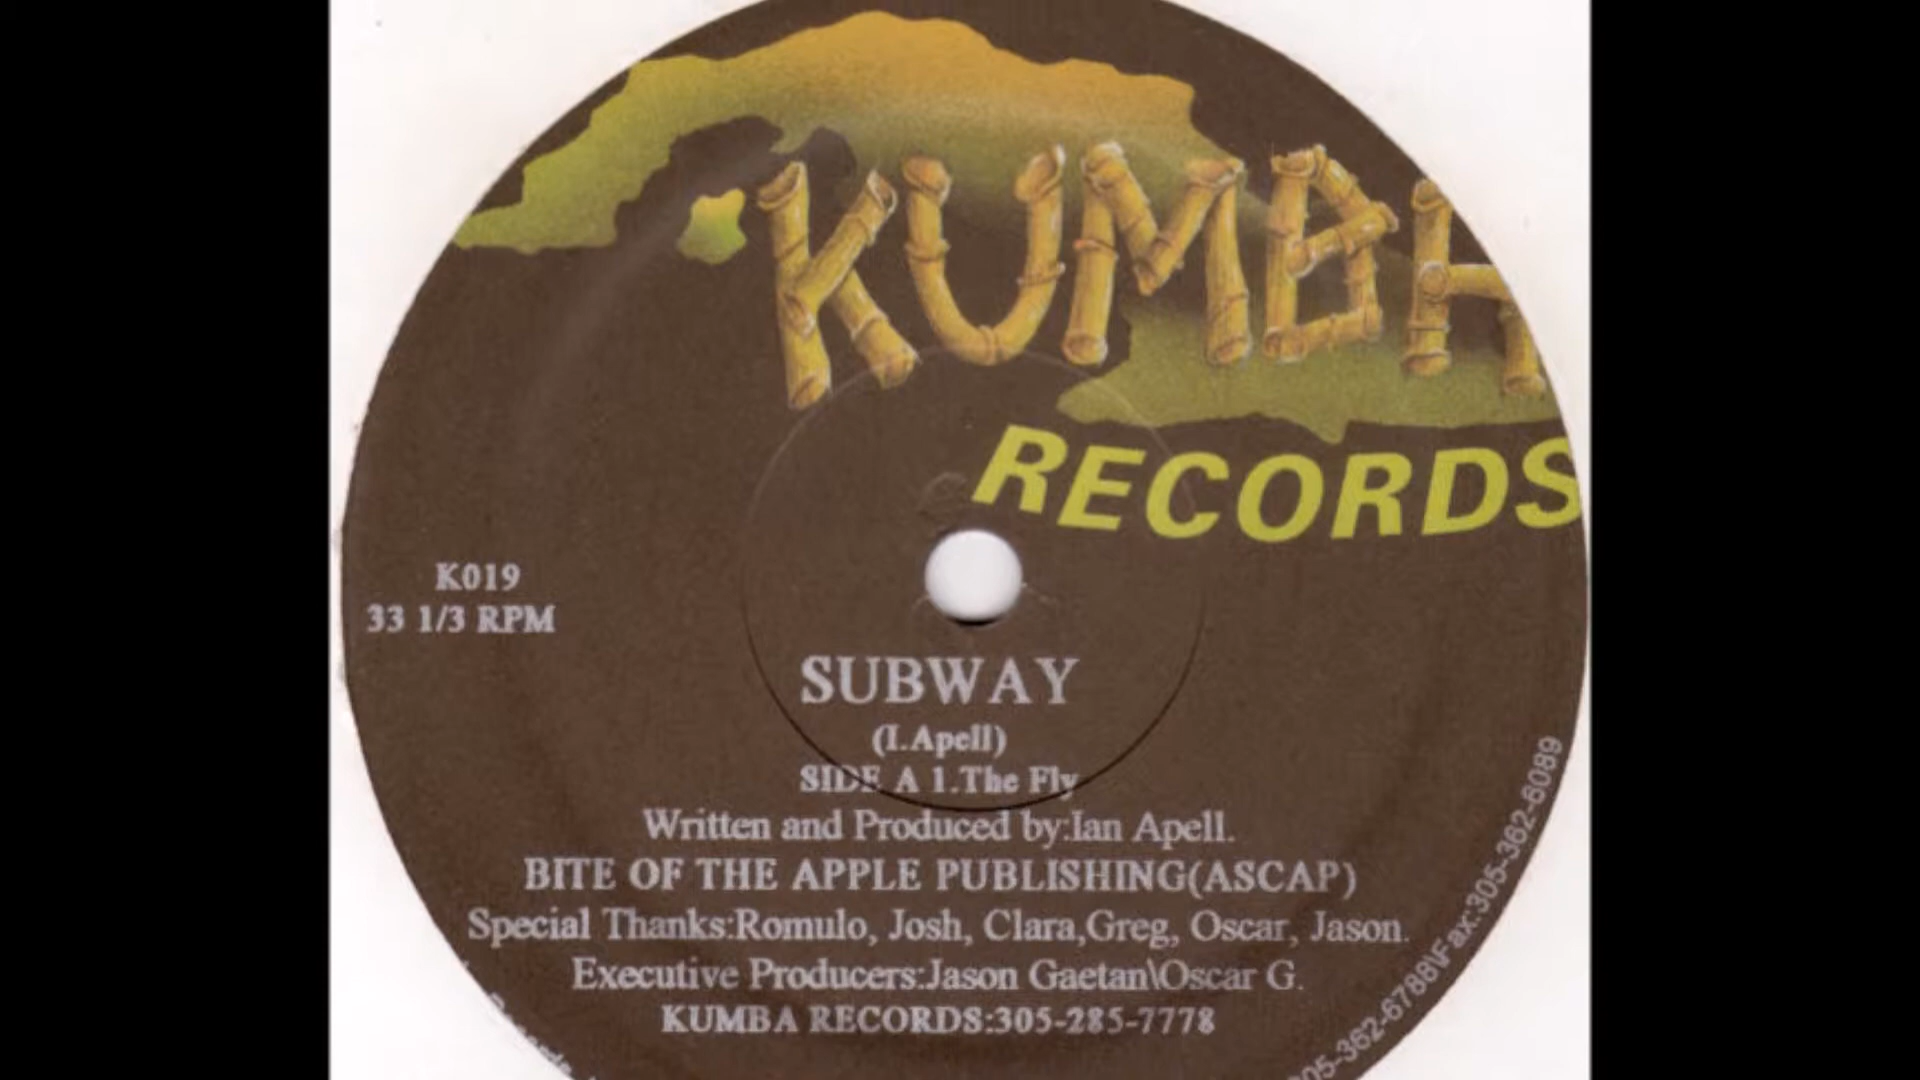 KUMBA
RECORDS
K019
33 1/3 RPM
SUBWAY
(I.Apell)
SIDE A 1.The Fly
Written and Produced by:Ian Apell.
BITE OF THE APPLE PUBLISHING(ASCAP)
Special Thanks:Romulo, Josh, Clara,Greg, Oscar, Jason.
Executive Producers:Jason Gaetan\Oscar G.
KUMBA RECORDS:305-285-7778
305-362-6788\Fax:305-362-6089